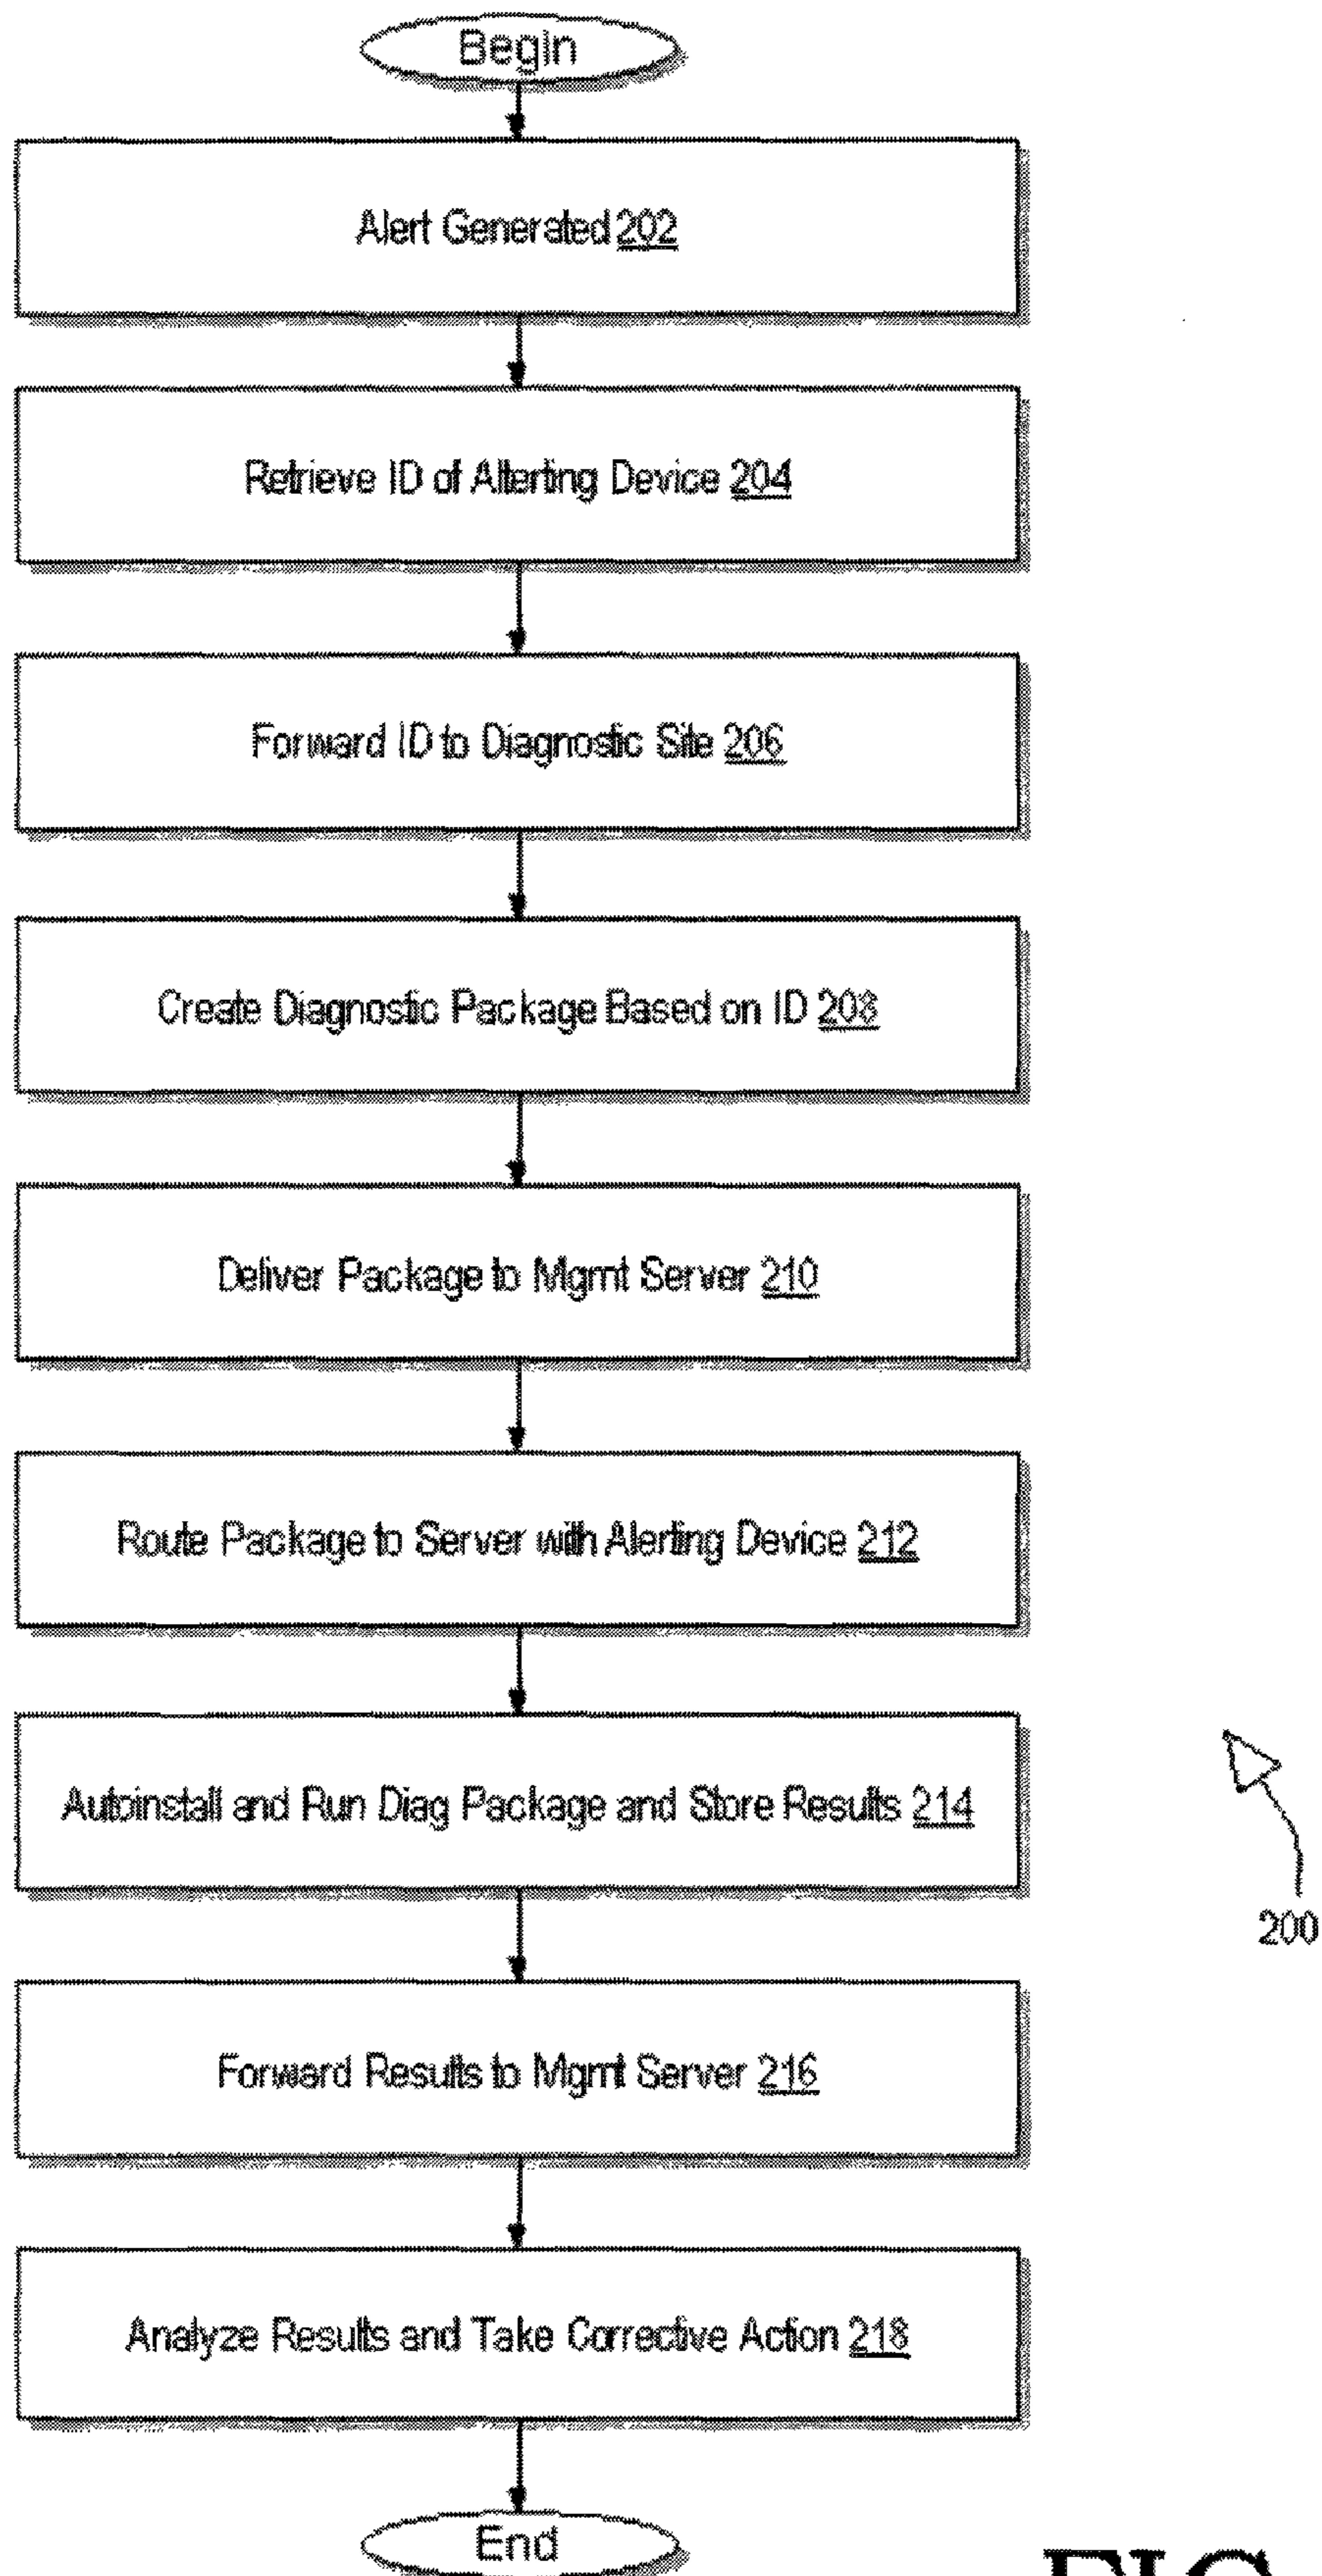 Begin
Alert Generated 202
Retrieve ID of Allerting Device 204
Forward ID to Diagnostic Site 206
Create Diagnostic Package Based on ID 208
Deliver Package to Mgmt Server 210
Route Package to Server with Alerting Device 212
Autoinstall and Run Diag Package and Store Results 214
200
Forward Results to Mgmt Server 216
Analyze Results and Take Corrective Action 218
End